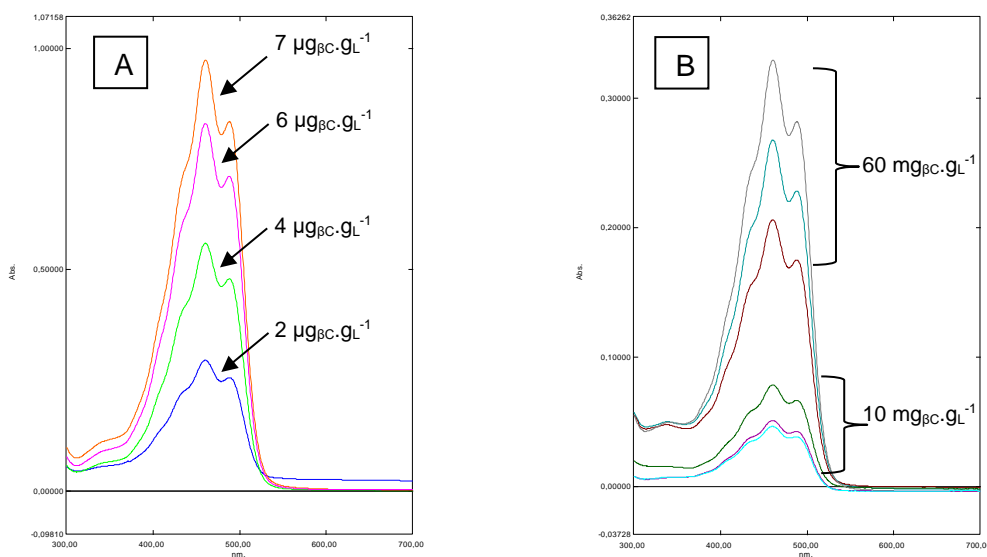 A
7 µgβC.gL-1
6 µgβC.gL-1
4 µgβC.gL-1
2 µgβC.gL-1
1,07158
1,00000
0,50000
0,00000
-0,09810
Abs.
300,00 400,00 500,00 600,00 700,0
nm.
B
60 mgβC.gL-1
10 mgβC.gL-1
0,36262
0,30000
0,20000
0,10000
0,00000
-0,03728
Abs.
300,00 400,00 500,00 600,00 700,0
nm.